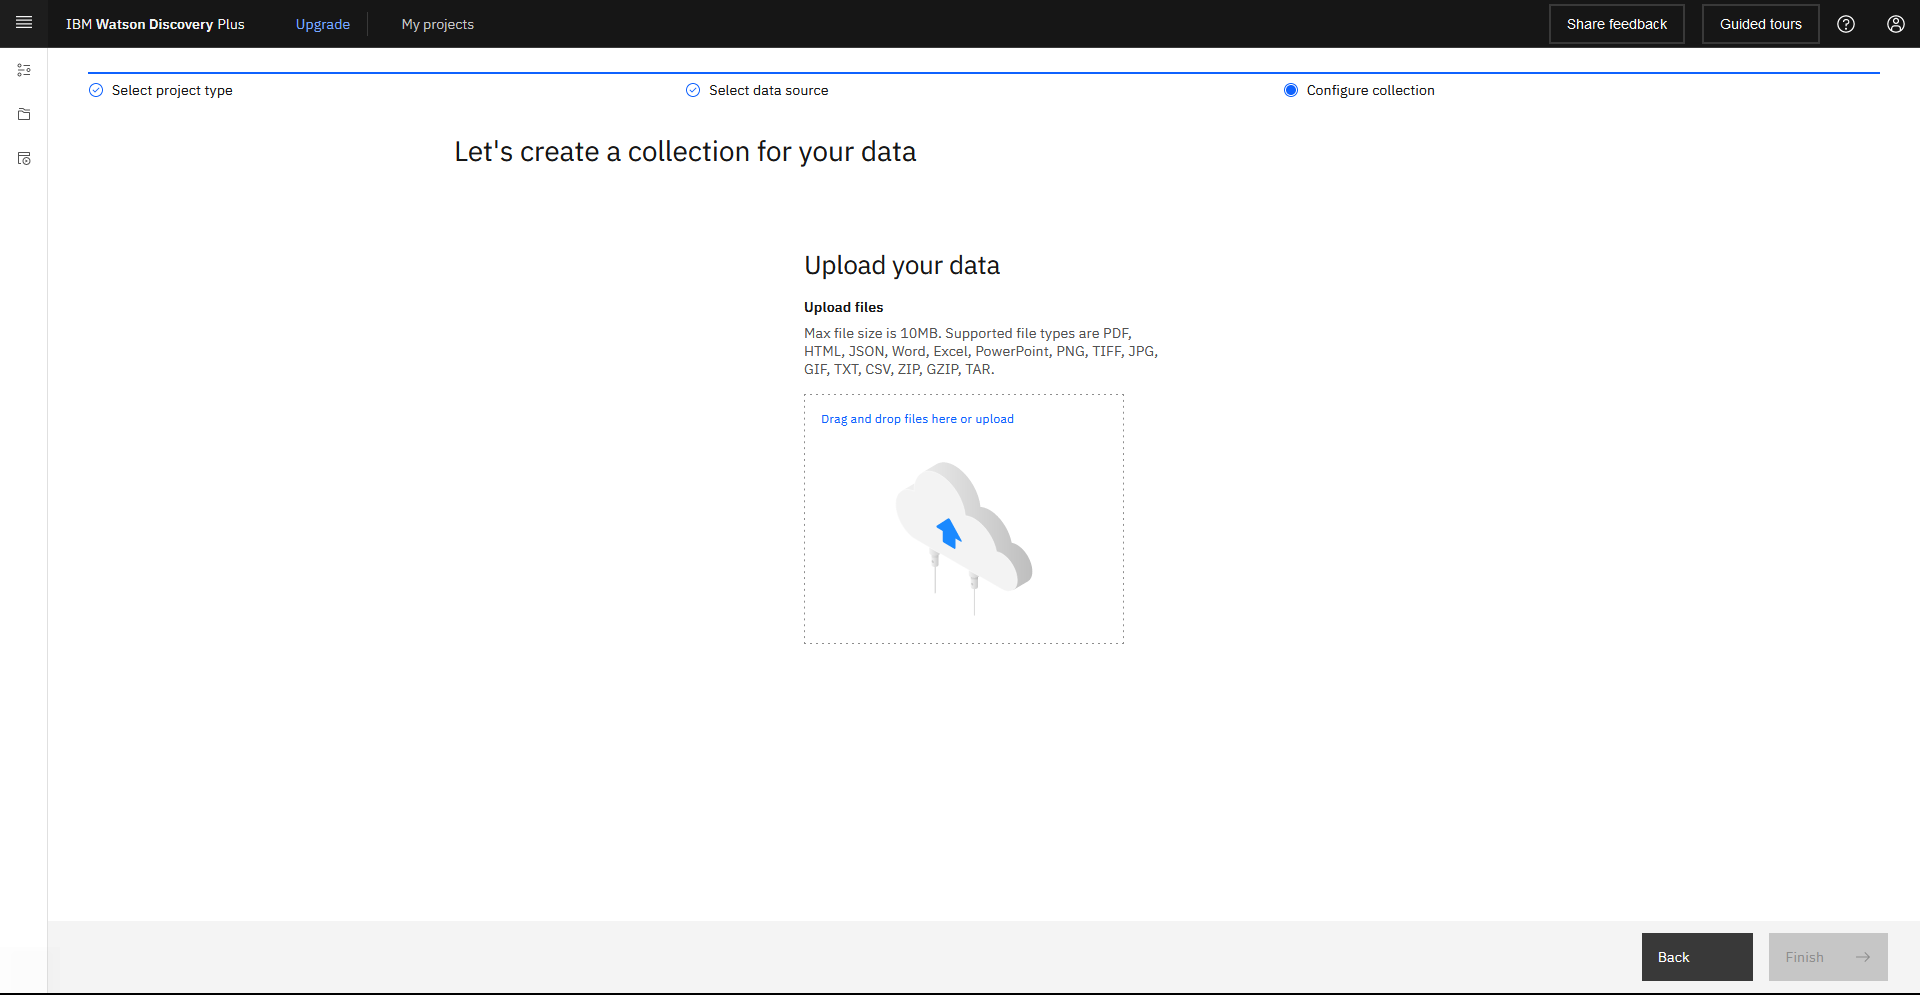 IBM Watson Discovery Plus
Upgrade
My projects
Share feedback
Guided tours
Select project type
Select data source
Configure collection
Let's create a collection for your data
Upload your data
Upload files
Max file size is 10MB. Supported file types are PDF,
HTML, JSON, Word, Excel, PowerPoint, PNG, TIFF, JPG,
GIF, TXT, CSV, ZIP, GZIP, TAR.
Drag and drop files here or upload
Back
Finish